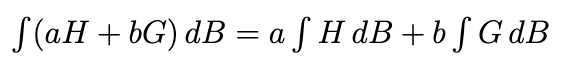 ∫(aH + bG) dB = a ∫ H dB + b ∫ G dB